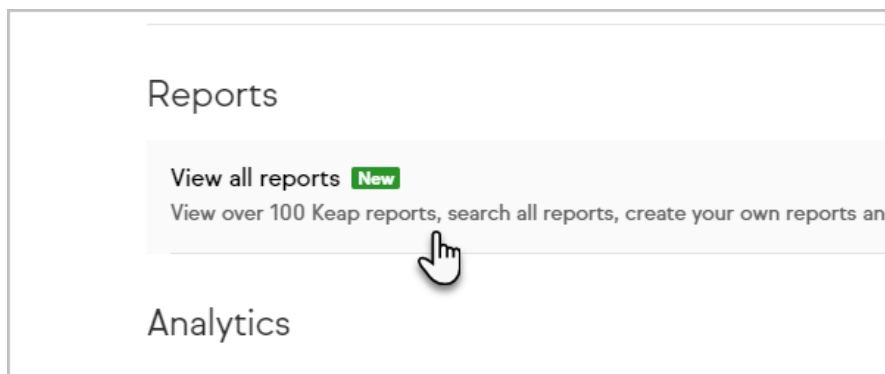 Reports
View all reports New
View over 100 Keap reports, search all reports, create your own reports an
Analytics